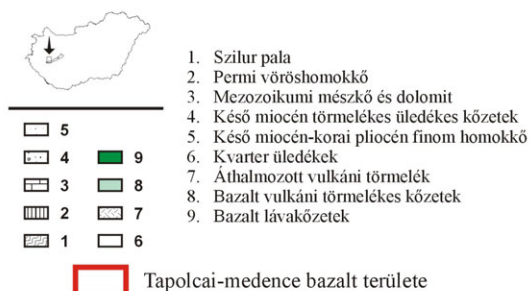 1. Szilur pala
2. Permi vöröshomokkő
3. Mezozoikumi mészkő és dolomit
4. Késő miocén törmelékes üledékes kőzetek
5. Késő miocén-korai pliocén finom homokkő
6. Kvarter üledékek
7. Áthalmozott vulkáni törmelék
8. Bazalt vulkáni törmelékes kőzetek
9. Bazalt lávakőzetek
5
4 9
3 8
2 7
1 6
Tapolcai-medence bazalt területe